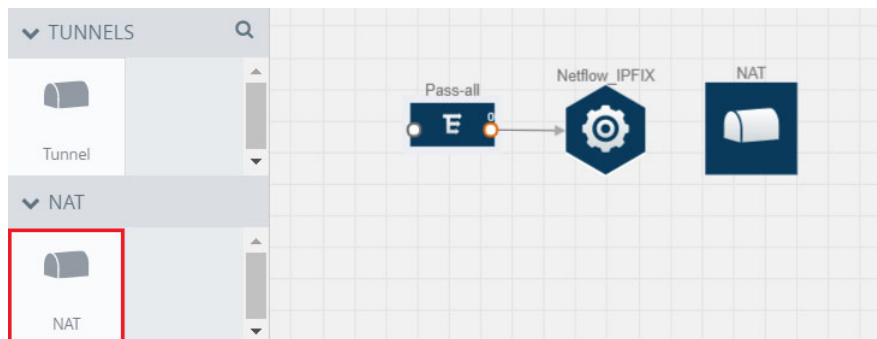 TUNNELS
Tunnel
NAT
NAT
Pass-all
0
Netflow_IPFIX
NAT